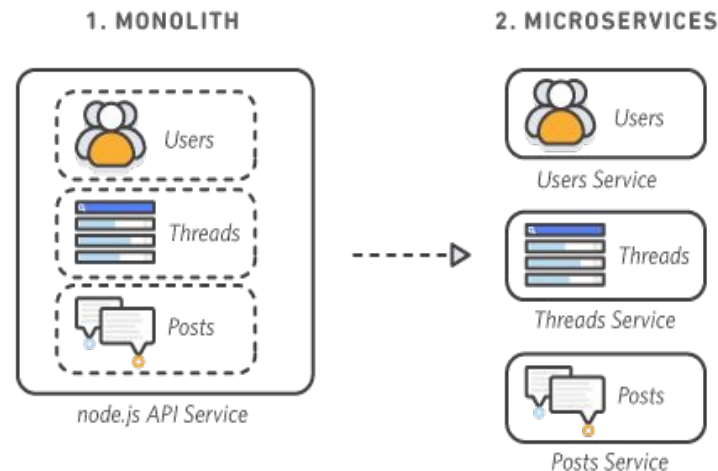 1. MONOLITH
2. MICROSERVICES
Users
Threads
Posts
node.js API Service
Users
Users Service
Threads
Threads Service
Posts
Posts Service